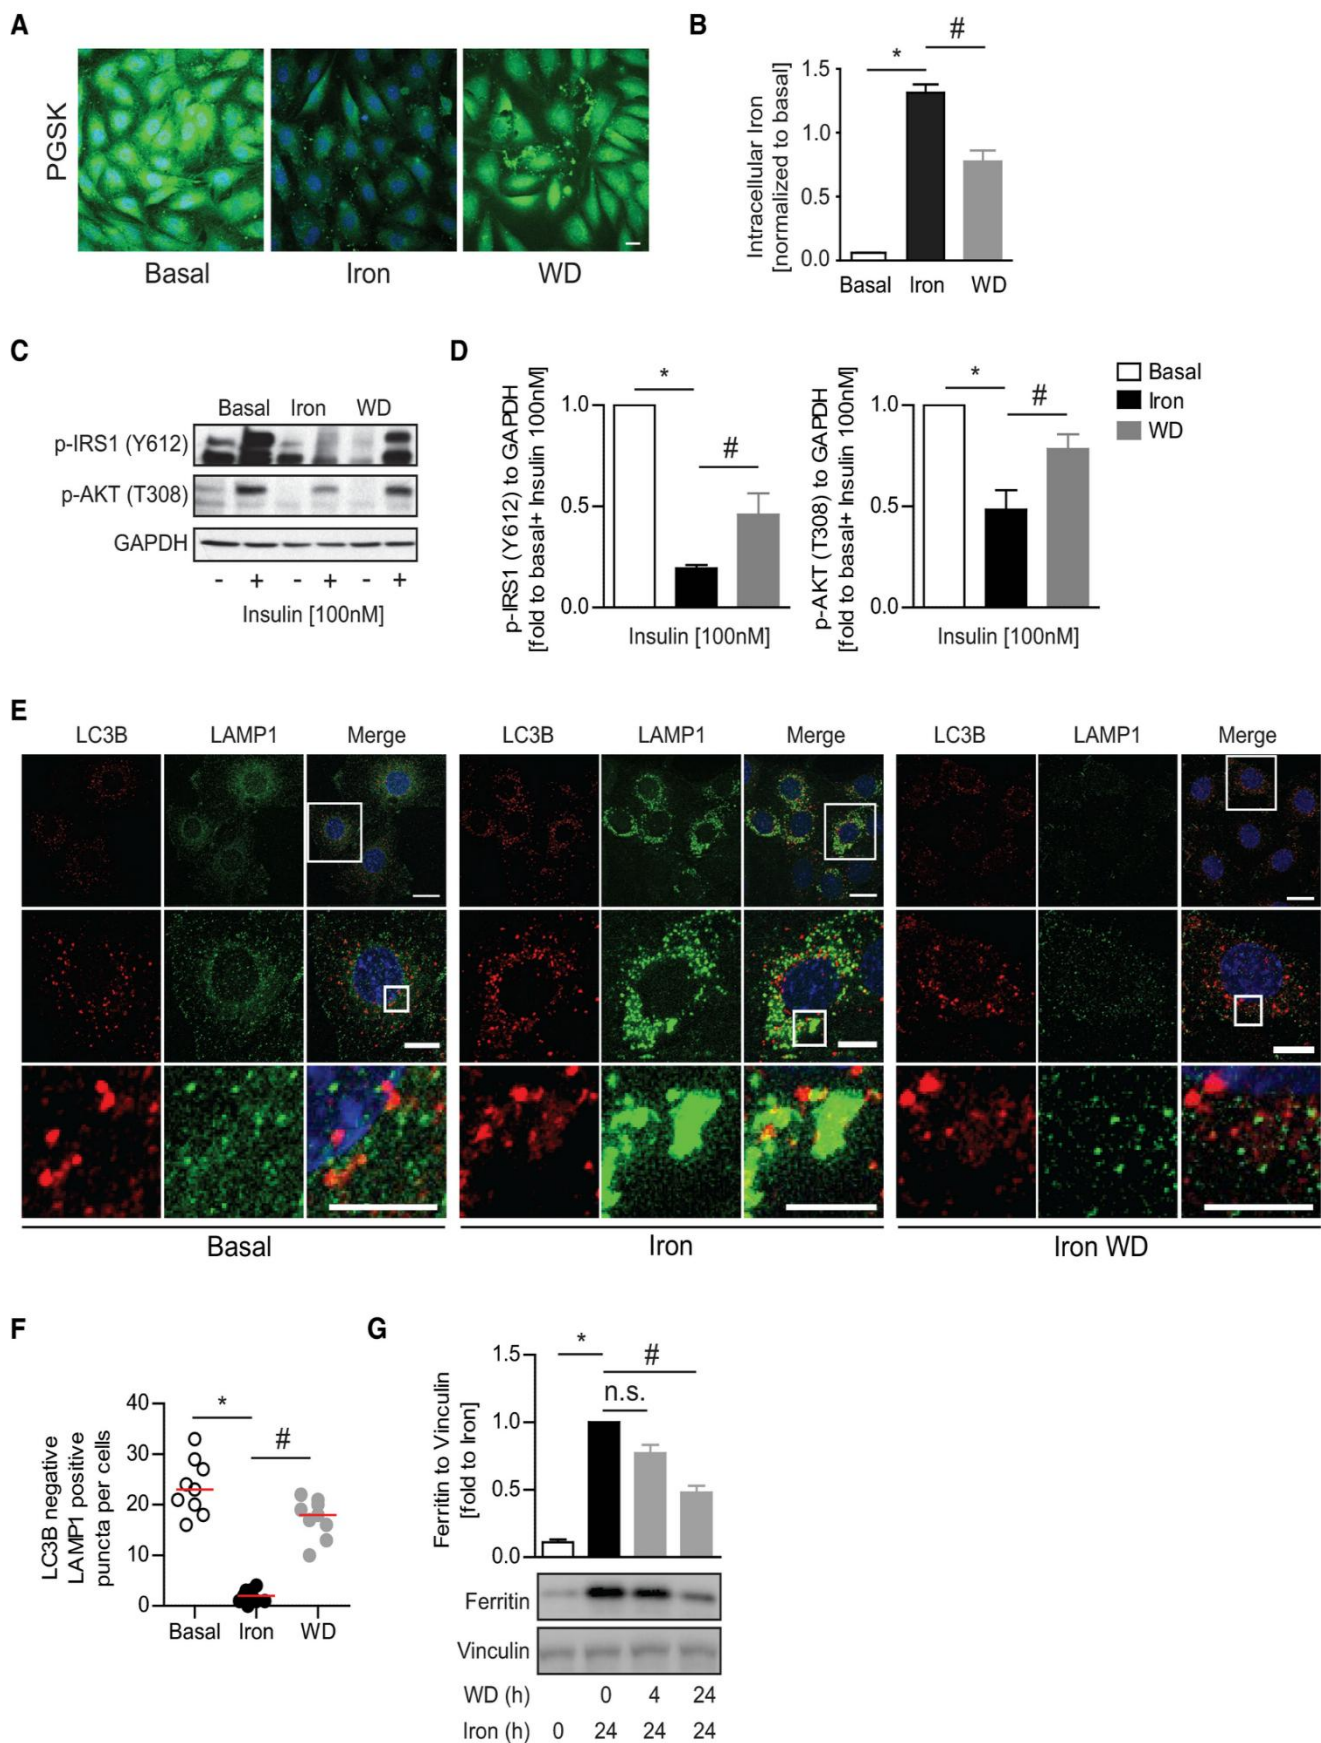 A
PGSK
Basal Iron WD
B
* #
Intracellular Iron
[normalized to basal]
1.5
1.0
0.5
0.0
Basal Iron WD
C
Basal Iron WD
p-IRS1 (Y612)
p-AKT (T308)
GAPDH
- + - + - +
Insulin [100nM]
D
p-IRS1 (Y612) to GAPDH
[fold to basal+ Insulin 100nM]
1.0
0.5
0.0
* #
Insulin [100nM]
p-AKT (T308) to GAPDH
[fold to basal+ Insulin 100nM]
1.0
0.5
0.0
* #
Insulin [100nM]
Basal
Iron
WD
E
LC3B LAMP1 Merge LC3B LAMP1 Merge LC3B LAMP1 Merge
Basal Iron Iron WD
F
LC3B negative
LAMP1 positive
puncta per cells
40
30
20
10
0
* #
Basal Iron WD
G
Ferritin to Vinculin
[fold to Iron]
1.5
1.0
0.5
0.0
* #
n.s.
Ferritin
Vinculin
WD (h) 0 4 24
Iron (h) 0 24 24 24